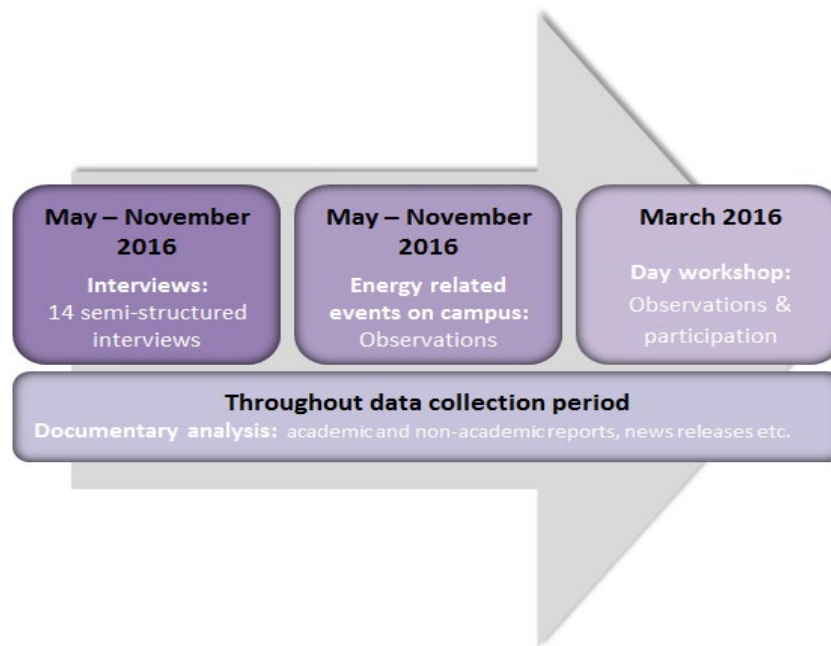 May – November
2016
Interviews:
14 semi-structured
interviews
May – November
2016
Energy related
events on campus:
Observations
March 2016
Day workshop:
Observations &
participation
Throughout data collection period
Documentary analysis: academic and non-academic reports, news releases etc.